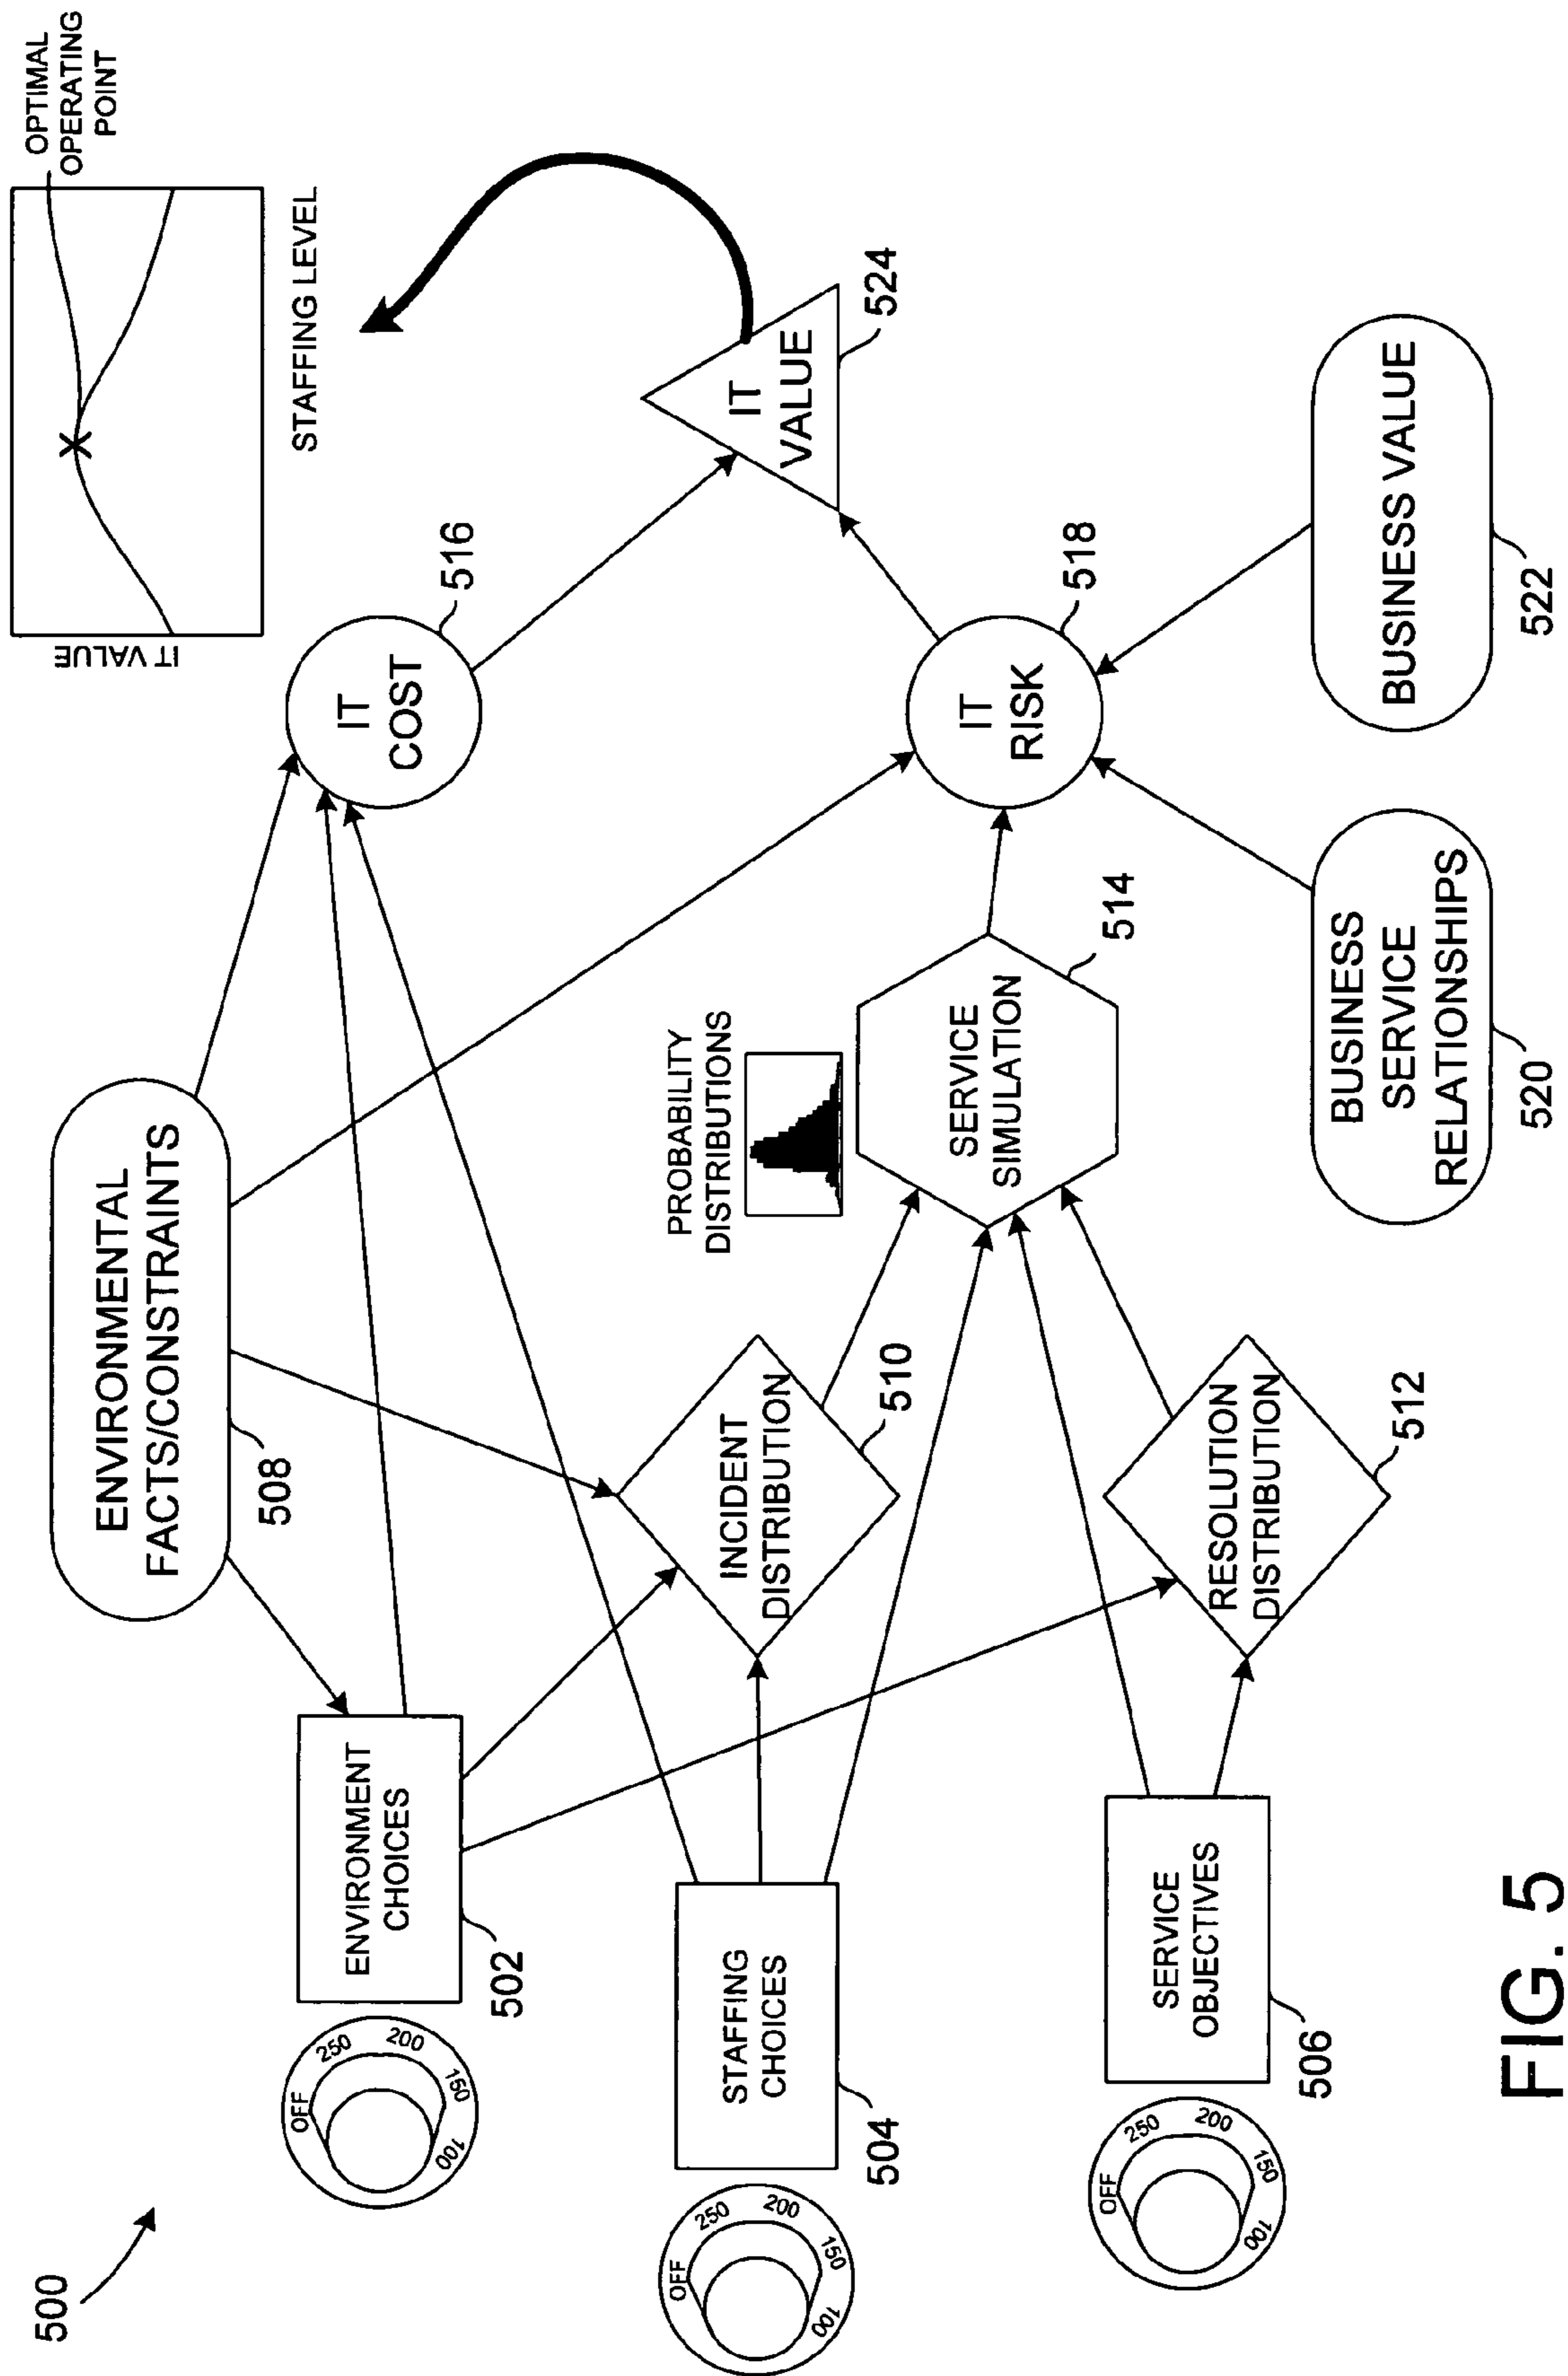 500
ENVIRONMENTAL
FACTS/CONSTRAINTS
508
IT VALUE
STAFFING LEVEL
OPTIMAL
OPERATING
POINT
OFF
250
200
150
100
ENVIRONMENT
CHOICES
502
IT
COST
516
OFF
250
200
150
100
STAFFING
CHOICES
504
INCIDENT
DISTRIBUTION
510
PROBABILITY
DISTRIBUTIONS
SERVICE
SIMULATION
514
IT
VALUE
524
IT
RISK
518
OFF
250
200
150
100
SERVICE
OBJECTIVES
506
RESOLUTION
DISTRIBUTION
512
BUSINESS
SERVICE
RELATIONSHIPS
520
BUSINESS VALUE
522
FIG. 5